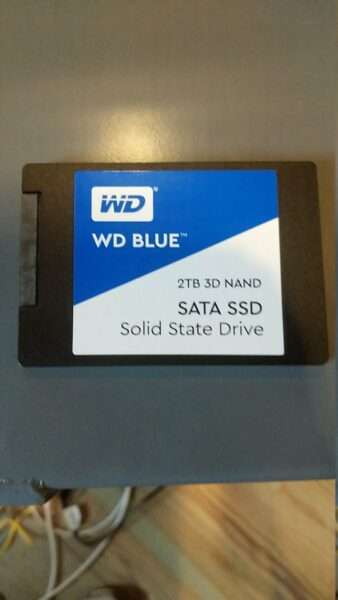 WD®
WD BLUE™
2TB 3D NAND
SATA SSD
Solid State Drive